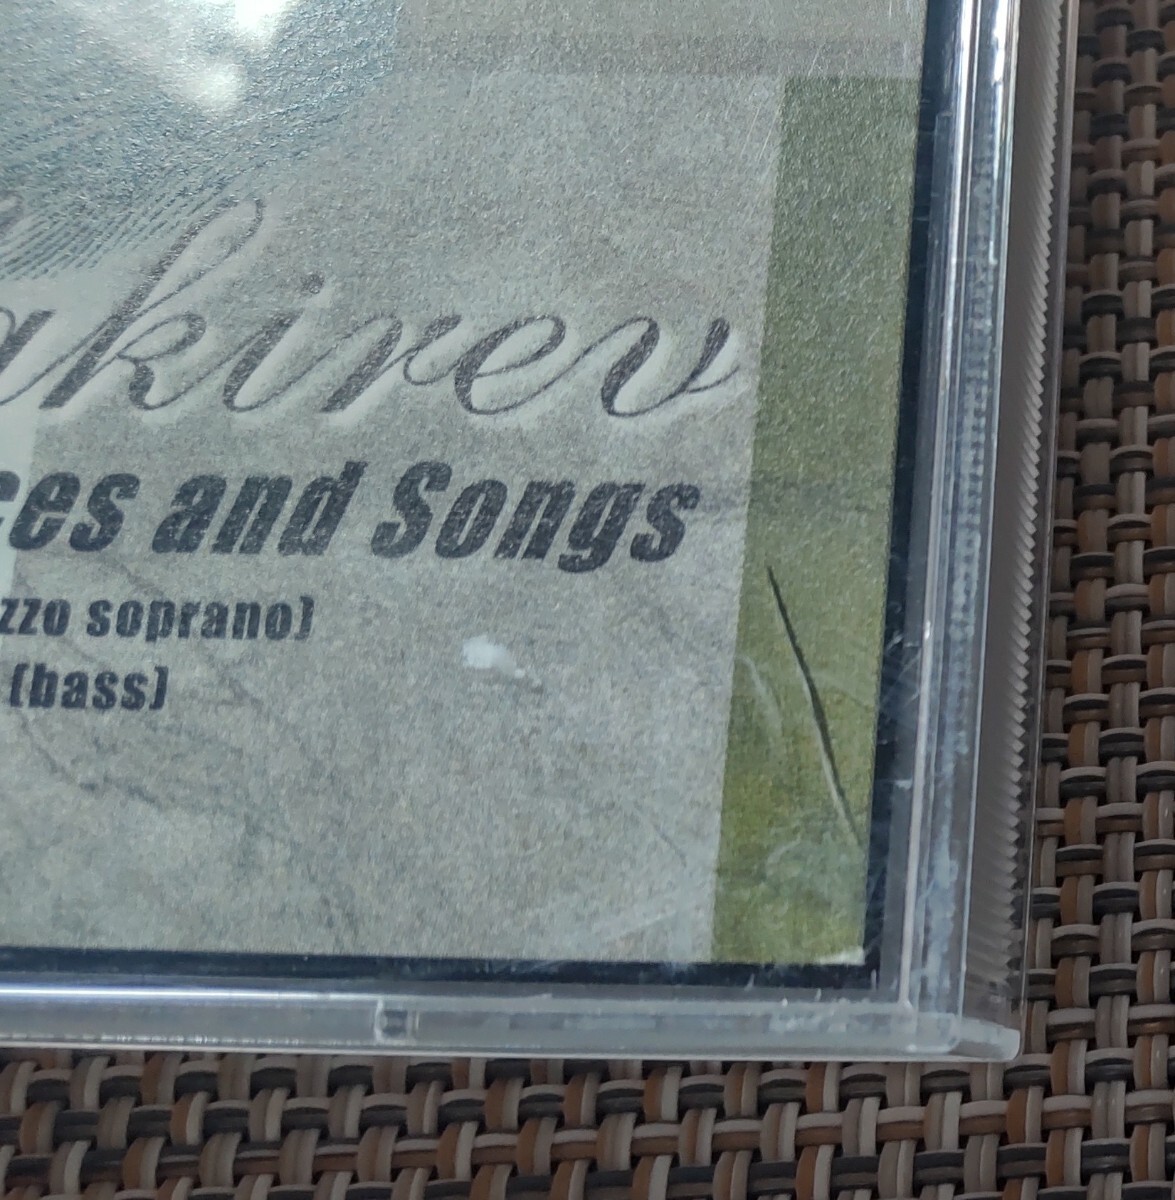 akirev
ces and Songs
zzo soprano)
(bass)